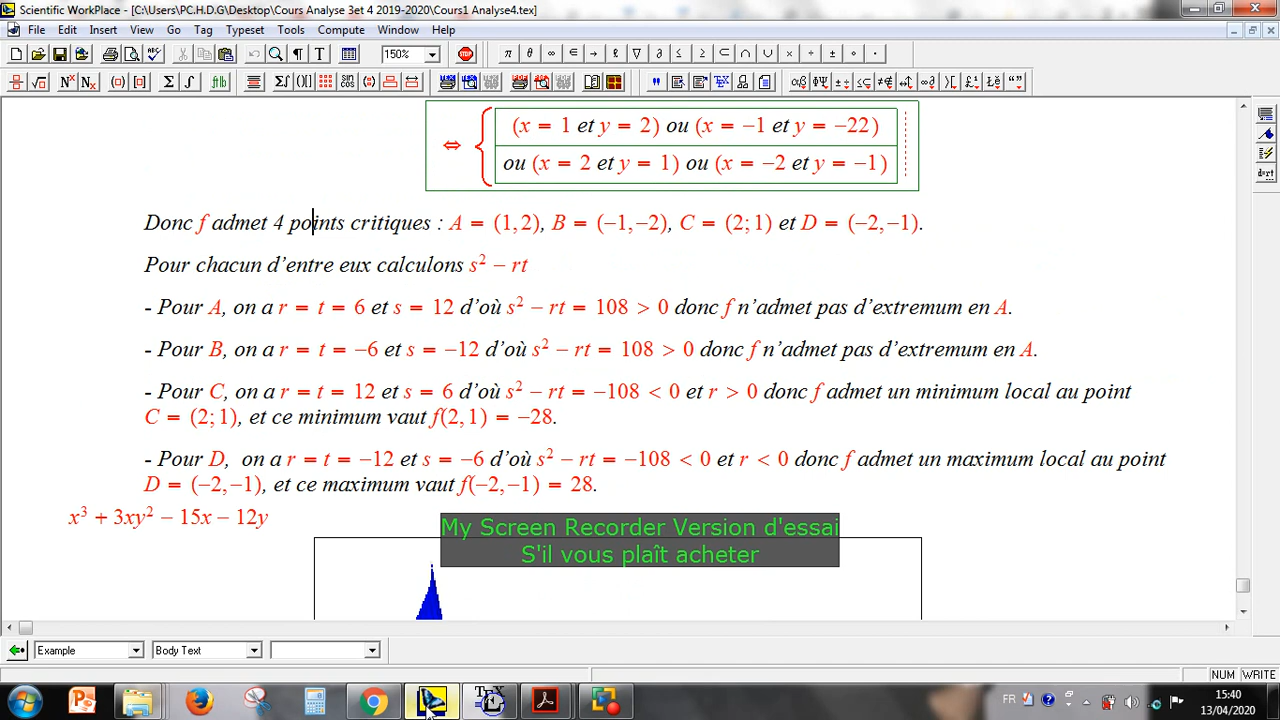 Scientific WorkPlace - [C:\Users\PC.H.D.G\Desktop\Cours Analyse 3et 4 2019-2020\Cours1 Analyse4.tex]
File Edit Insert View Go Tag Typeset Tools Compute Window Help
150% STOP π θ ∞ ∈ → ℓ ∇ ∂ ≤ ≥ ⊂ ∩ ∪ × ÷ ± ∘ ·
⇔ { (x = 1 et y = 2) ou (x = −1 et y = −22)
ou (x = 2 et y = 1) ou (x = −2 et y = −1)
Donc f admet 4 points critiques : A = (1, 2), B = (−1, −2), C = (2; 1) et D = (−2, −1).
Pour chacun d'entre eux calculons s² − rt
- Pour A, on a r = t = 6 et s = 12 d'où s² − rt = 108 > 0 donc f n'admet pas d'extremum en A.
- Pour B, on a r = t = −6 et s = −12 d'où s² − rt = 108 > 0 donc f n'admet pas d'extremum en A.
- Pour C, on a r = t = 12 et s = 6 d'où s² − rt = −108 < 0 et r > 0 donc f admet un minimum local au point
C = (2; 1), et ce minimum vaut f(2, 1) = −28.
- Pour D, on a r = t = −12 et s = −6 d'où s² − rt = −108 < 0 et r < 0 donc f admet un maximum local au point
D = (−2, −1), et ce maximum vaut f(−2, −1) = 28.
x³ + 3xy² − 15x − 12y
My Screen Recorder Version d'essai
S'il vous plaît acheter
Example Body Text
NUM WRITE
FR 15:40
13/04/2020